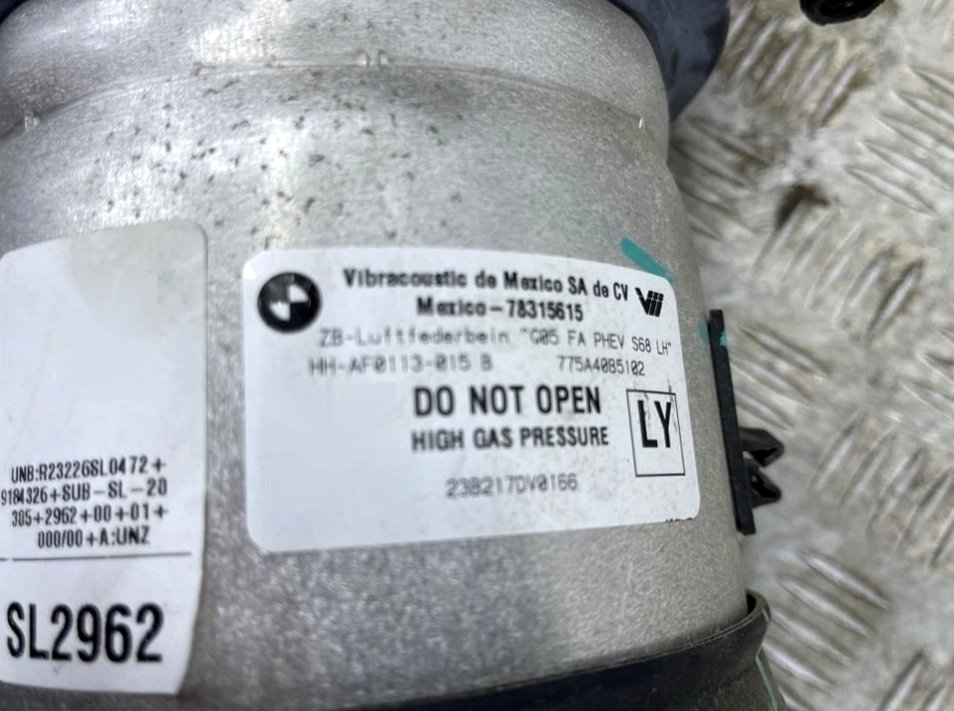 Vibracoustic de Mexico SA de CV
Mexico-78315615
ZB-Luftfederbein "G05 FA PHEV S68 LH"
HH-AF0113-015 B 775A4085102
DO NOT OPEN
HIGH GAS PRESSURE
LY
23B217DV0166
UNB:R23226SL0472+
9184326+SUB-SL-20
305+2962+00+01+
000/00+A:UNZ
SL2962